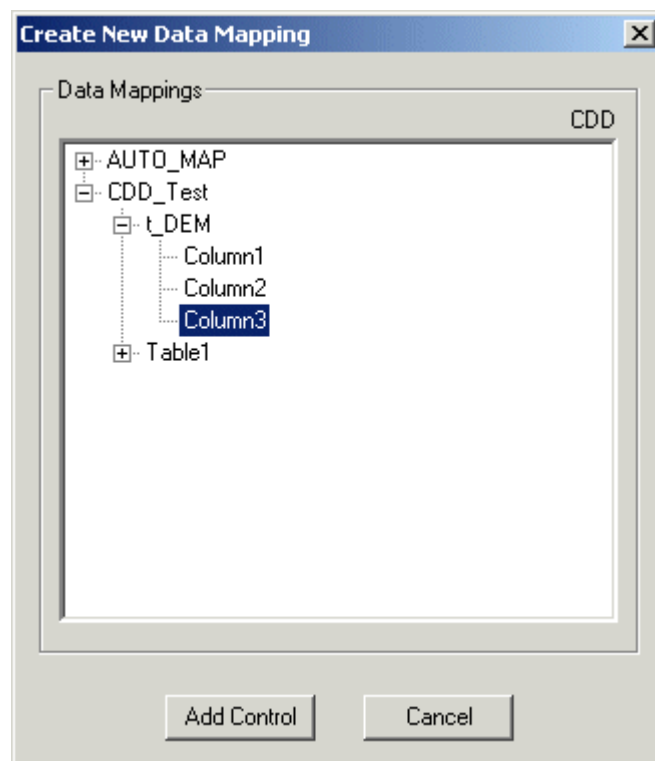 Create New Data Mapping
Data Mappings
CDD
AUTO_MAP
CDD_Test
t_DEM
Column1
Column2
Column3
Table1
Add Control
Cancel